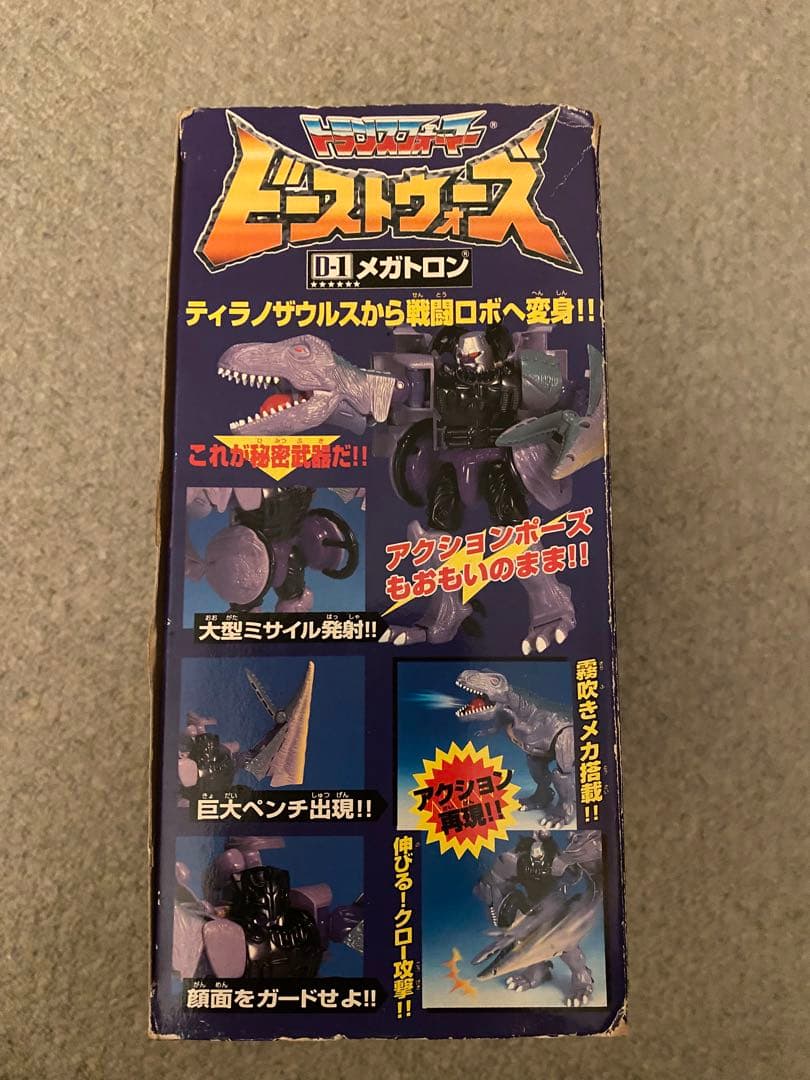 トランスフォーマー®
ビーストウォーズ
D-1 メガトロン®
★★★★★★
ティラノザウルスから戦闘ロボへ変身!!
これが秘密武器だ!!
アクションポーズ
もおもいのまま!!
大型ミサイル発射!!
霧吹きメカ搭載!!
アクション
再現!!
巨大ペンチ出現!!
伸びる!クロー攻撃!!
顔面をガードせよ!!